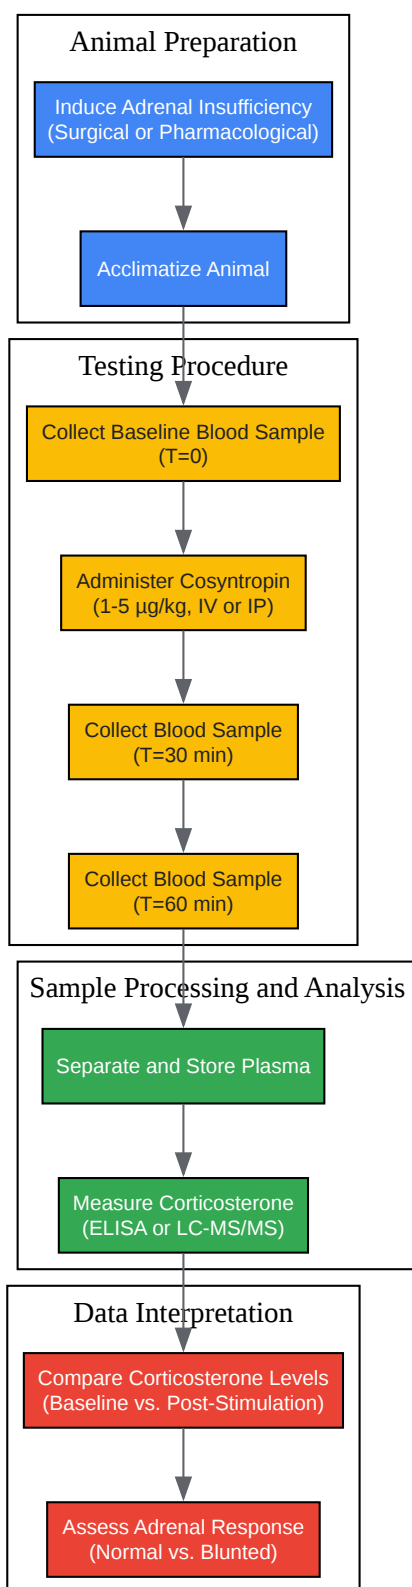 Animal Preparation
Induce Adrenal Insufficiency
(Surgical or Pharmacological)
Acclimatize Animal
Testing Procedure
Collect Baseline Blood Sample
(T=0)
Administer Cosyntropin
(1-5 µg/kg, IV or IP)
Collect Blood Sample
(T=30 min)
Collect Blood Sample
(T=60 min)
Sample Processing and Analysis
Separate and Store Plasma
Measure Corticosterone
(ELISA or LC-MS/MS)
Data Interpretation
Compare Corticosterone Levels
(Baseline vs. Post-Stimulation)
Assess Adrenal Response
(Normal vs. Blunted)